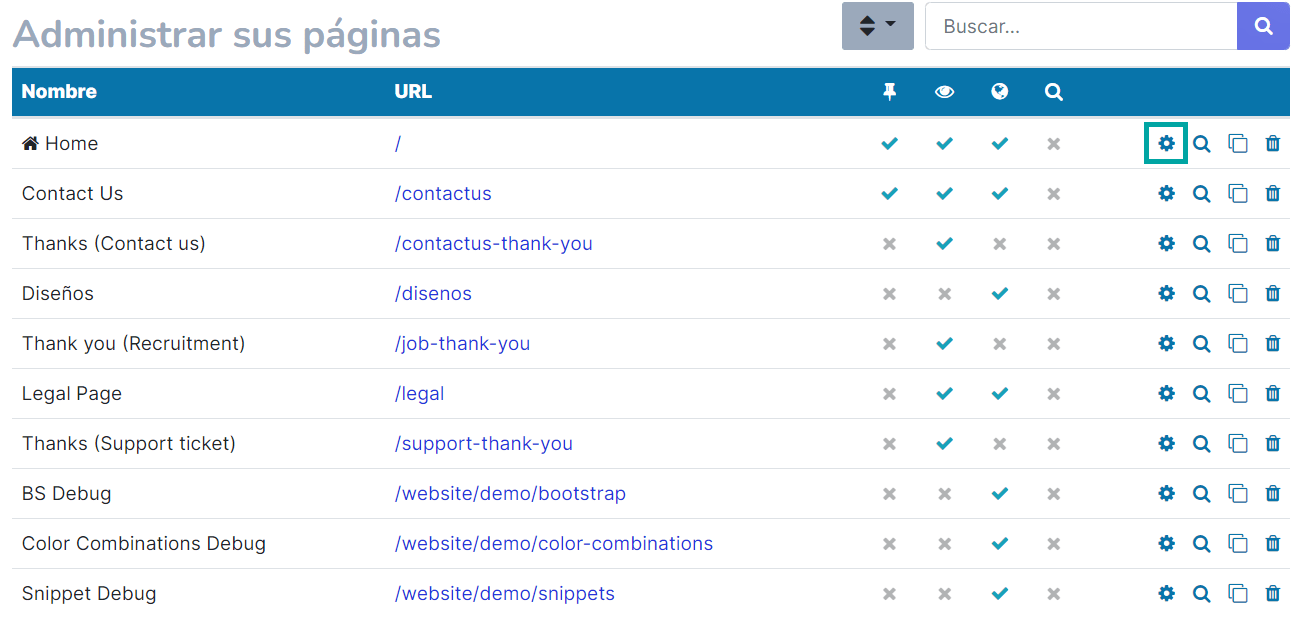 Administrar sus páginas
Buscar...
Nombre URL
Home /
Contact Us /contactus
Thanks (Contact us) /contactus-thank-you
Diseños /disenos
Thank you (Recruitment) /job-thank-you
Legal Page /legal
Thanks (Support ticket) /support-thank-you
BS Debug /website/demo/bootstrap
Color Combinations Debug /website/demo/color-combinations
Snippet Debug /website/demo/snippets